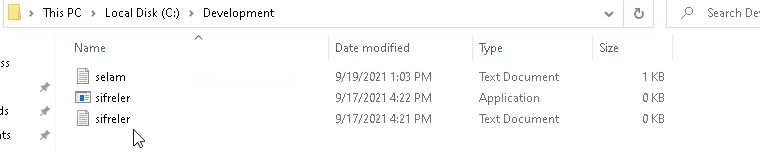 This PC > Local Disk (C:) > Development Search De
Name Date modified Type Size
ss
selam 9/19/2021 1:03 PM Text Document 1 KB
sifreler 9/17/2021 4:22 PM Application 0 KB
ds sifreler 9/17/2021 4:21 PM Text Document 0 KB
nts